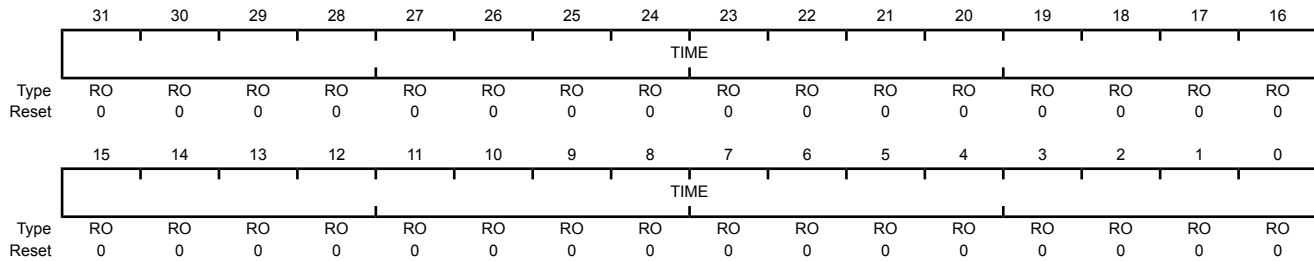 31 30 29 28 27 26 25 24 23 22 21 20 19 18 17 16
TIME
Type RO RO RO RO RO RO RO RO RO RO RO RO RO RO RO RO
Reset 0 0 0 0 0 0 0 0 0 0 0 0 0 0 0 0
15 14 13 12 11 10 9 8 7 6 5 4 3 2 1 0
TIME
Type RO RO RO RO RO RO RO RO RO RO RO RO RO RO RO RO
Reset 0 0 0 0 0 0 0 0 0 0 0 0 0 0 0 0